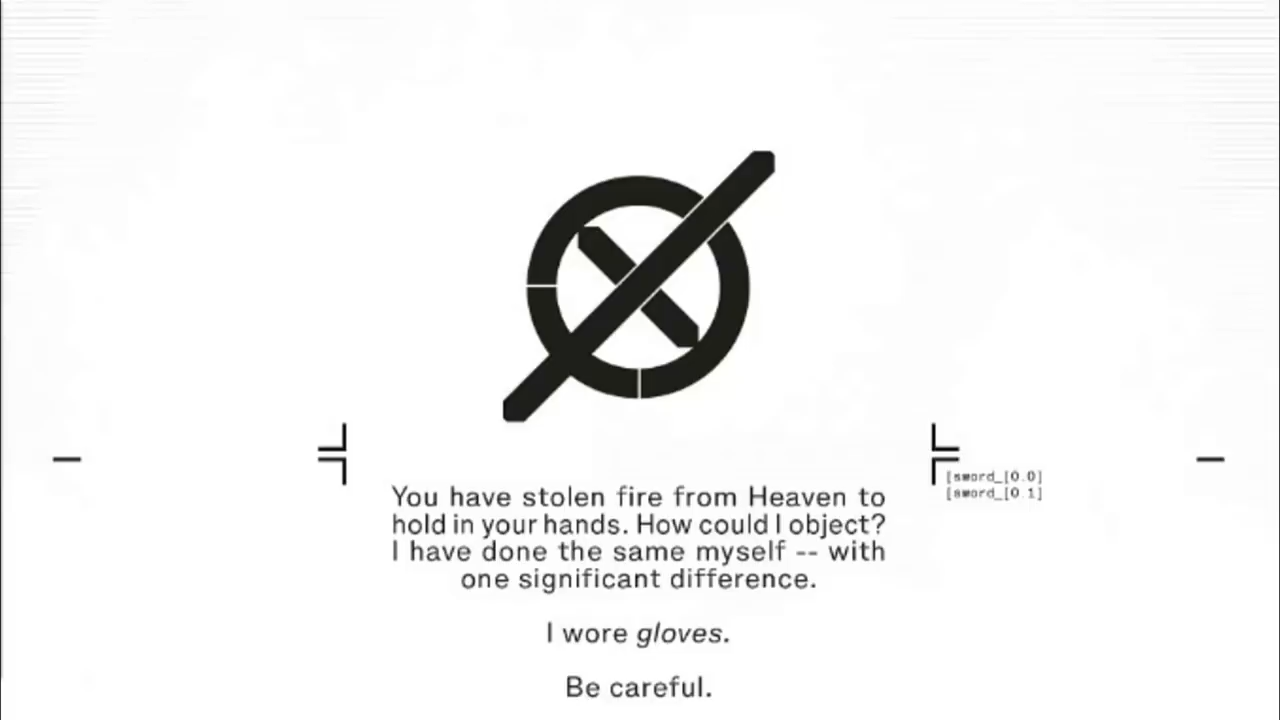 [sword_[0.0]
[sword_[0.1]
You have stolen fire from Heaven to
hold in your hands. How could I object?
I have done the same myself -- with
one significant difference.
I wore gloves.
Be careful.